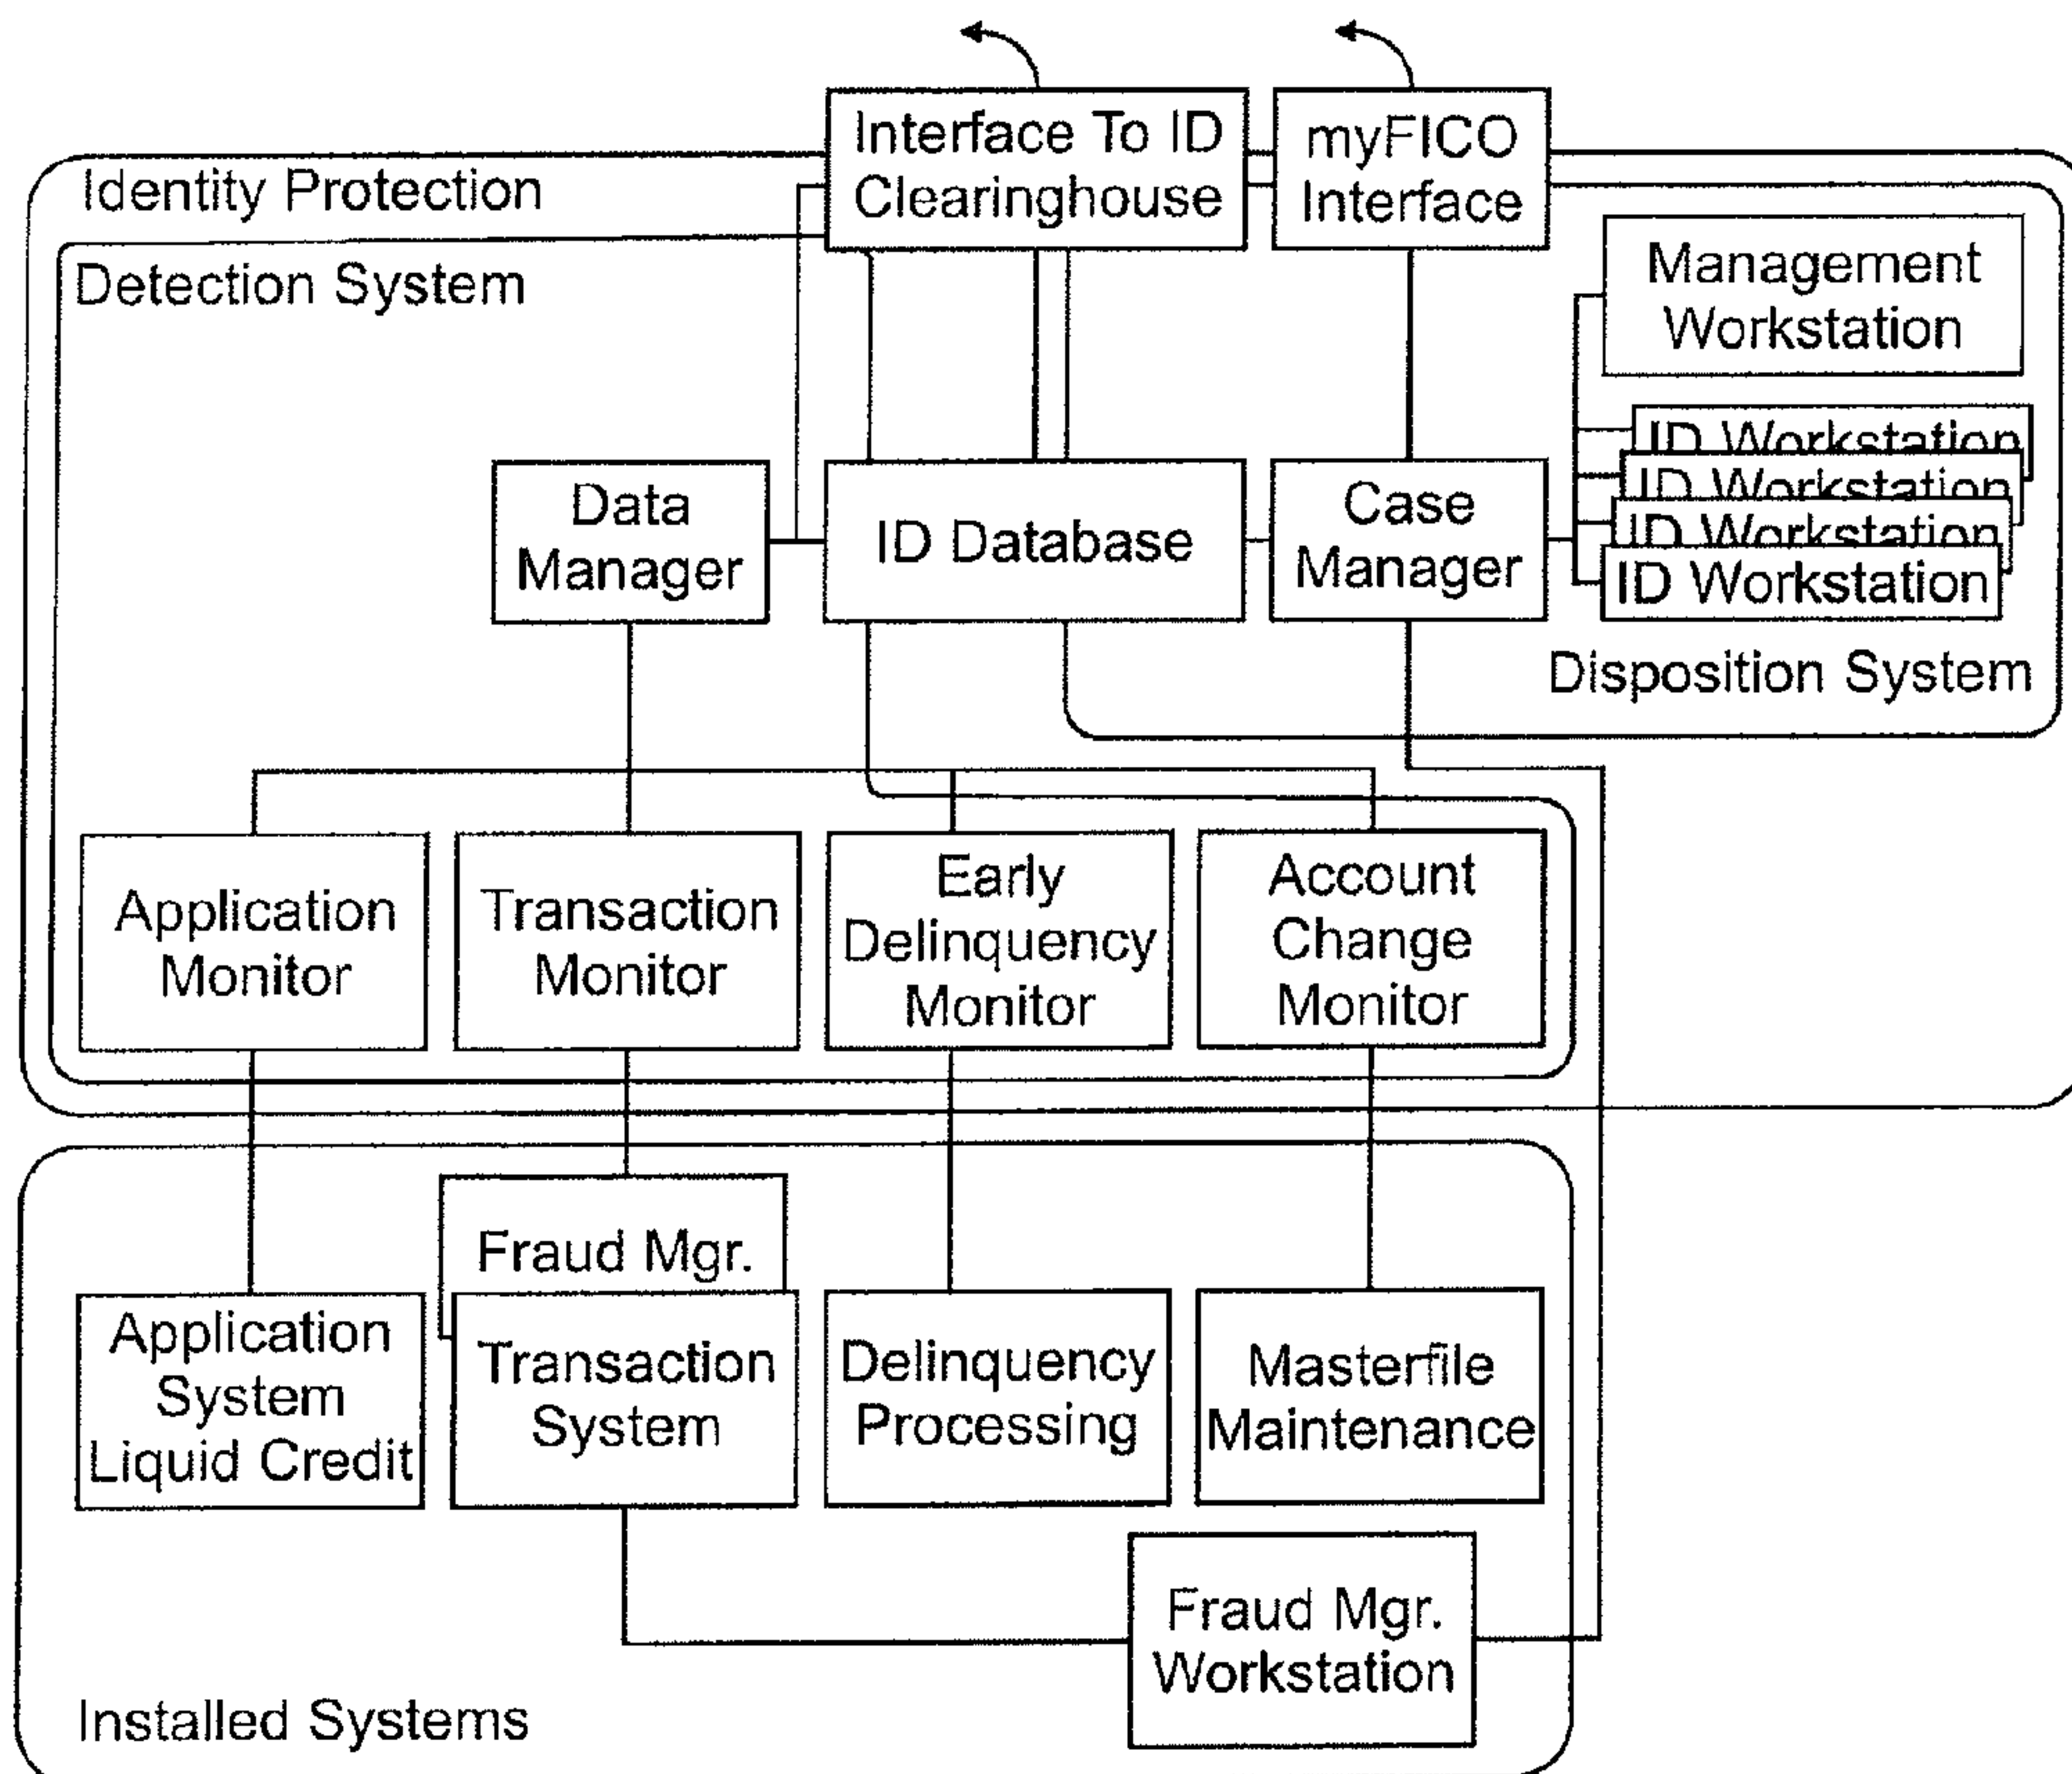 Interface To ID
Clearinghouse
myFICO
Interface
Identity Protection
Detection System
Management
Workstation
ID Workstation
ID Workstation
ID Workstation
ID Workstation
Data
Manager
ID Database
Case
Manager
Disposition System
Application
Monitor
Transaction
Monitor
Early
Delinquency
Monitor
Account
Change
Monitor
Fraud Mgr.
Application
System
Liquid Credit
Transaction
System
Delinquency
Processing
Masterfile
Maintenance
Fraud Mgr.
Workstation
Installed Systems